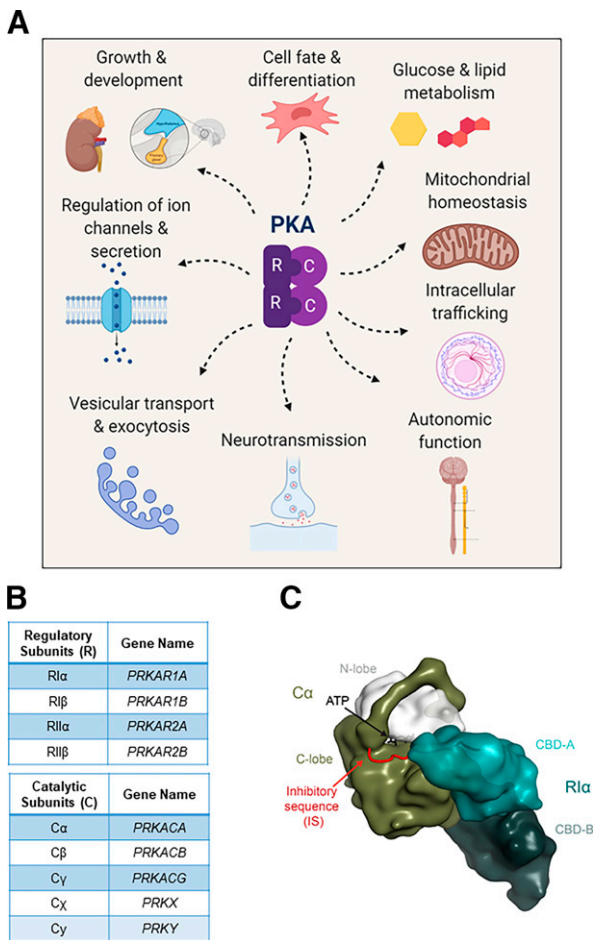 A
Growth &
development
Cell fate &
differentiation
Glucose & lipid
metabolism
Regulation of ion
channels &
secretion
PKA
R
C
R
C
Mitochondrial
homeostasis
Intracellular
trafficking
Vesicular transport
& exocytosis
Neurotransmission
Autonomic
function
B
Regulatory Gene Name
Subunits (R)
RIα PRKAR1A
RIβ PRKAR1B
RIIα PRKAR2A
RIIβ PRKAR2B
Catalytic Gene Name
Subunits (C)
Cα PRKACA
Cβ PRKACB
Cγ PRKACG
Cχ PRKX
Cy PRKY
C
N-lobe
Cα
ATP
C-lobe
CBD-A
Inhibitory
sequence
(IS)
RIα
CBD-B